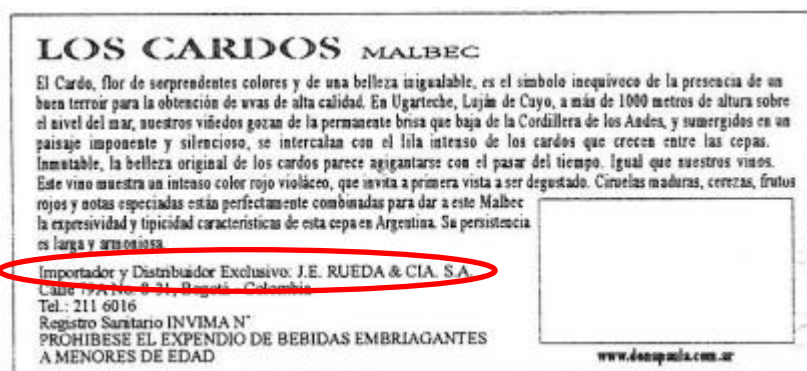 LOS CARDOS MALBEC
El Cardo, flor de sorprendentes colores y de una belleza inigualable, es el simbolo inequívoco de la presencia de un
buen terroir para la obtención de uvas de alta calidad. En Ugarteche, Luján de Cuyo, a más de 1000 metros de altura sobre
el nivel del mar, nuestros viñedos gozan de la permanente brisa que baja de la Cordillera de los Andes, y sumergidos en un
paisaje imponente y silencioso, se intercalan con el lila intenso de los cardos que crecen entre las cepas.
Inmutable, la belleza original de los cardos parece agigantarse con el pasar del tiempo. Igual que nuestros vinos.
Este vino muestra un intenso color rojo violáceo, que invita a primera vista a ser degustado. Ciruelas maduras, cerezas, frutos
rojos y notas especiadas están perfectamente combinadas para dar a este Malbec
la expresividad y tipicidad características de esta cepa en Argentina. Su persistencia
es larga y armoniosa
Importador y Distribuidor Exclusivo: J.E. RUEDA & CIA. S.A.
Calle 79A No. 8-31, Bogotá - Colombia
Tel.: 211 6016
Registro Sanitario INVIMA N°
PROHIBESE EL EXPENDIO DE BEBIDAS EMBRIAGANTES
A MENORES DE EDAD
www.donapaula.com.ar